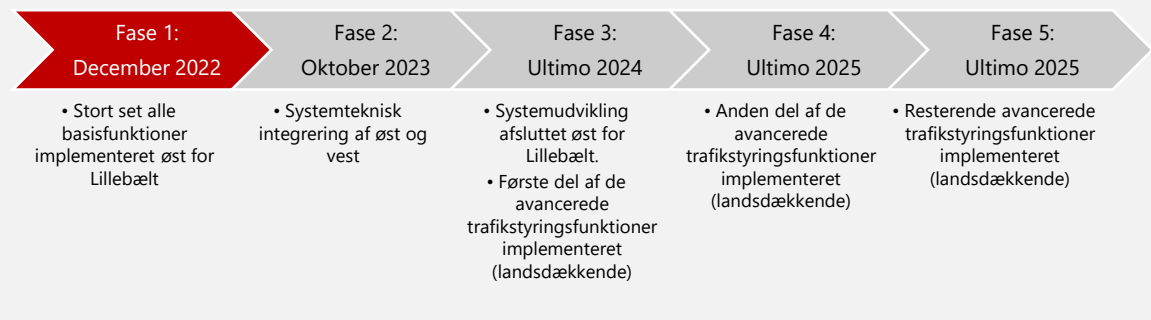 Fase 1:
December 2022
• Stort set alle
basisfunktioner
implementeret øst for
Lillebælt
Fase 2:
Oktober 2023
• Systemteknisk
integrering af øst og
vest
Fase 3:
Ultimo 2024
• Systemudvikling
afsluttet øst for
Lillebælt.
• Første del af de
avancerede
trafikstyringsfunktioner
implementeret
(landsdækkende)
Fase 4:
Ultimo 2025
• Anden del af de
avancerede
trafikstyringsfunktioner
implementeret
(landsdækkende)
Fase 5:
Ultimo 2025
• Resterende avancerede
trafikstyringsfunktioner
implementeret
(landsdækkende)